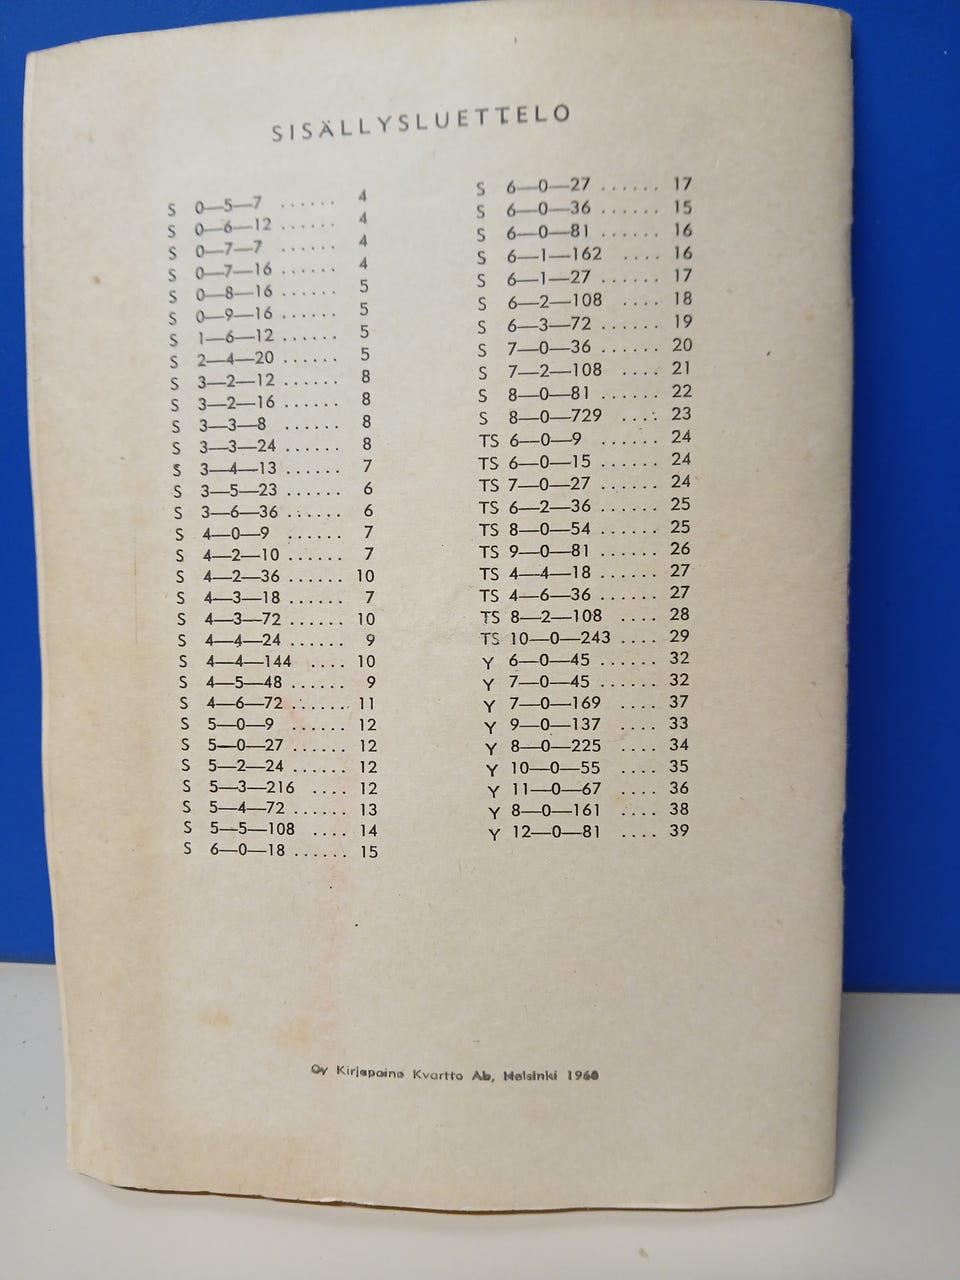 SISÄLLYSLUETTELO
S 0—5—7 ...... 4
S 0—6—12 ...... 4
S 0—7—7 ...... 4
S 0—7—16 ...... 4
S 0—8—16 ...... 5
S 0—9—16 ...... 5
S 1—6—12 ...... 5
S 2—4—20 ...... 5
S 3—2—12 ...... 8
S 3—2—16 ...... 8
S 3—3—8 ...... 8
S 3—3—24 ...... 8
S 3—4—13 ...... 7
S 3—5—23 ...... 6
S 3—6—36 ...... 6
S 4—0—9 ...... 7
S 4—2—10 ...... 7
S 4—2—36 ...... 10
S 4—3—18 ...... 7
S 4—3—72 ...... 10
S 4—4—24 ...... 9
S 4—4—144 .... 10
S 4—5—48 ...... 9
S 4—6—72 ...... 11
S 5—0—9 ...... 12
S 5—0—27 ...... 12
S 5—2—24 ...... 12
S 5—3—216 .... 12
S 5—4—72 ...... 13
S 5—5—108 .... 14
S 6—0—18 ...... 15
S 6—0—27 ...... 17
S 6—0—36 ...... 15
S 6—0—81 ...... 16
S 6—1—162 .... 16
S 6—1—27 ...... 17
S 6—2—108 .... 18
S 6—3—72 ...... 19
S 7—0—36 ...... 20
S 7—2—108 .... 21
S 8—0—81 ...... 22
S 8—0—729 .... 23
TS 6—0—9 ...... 24
TS 6—0—15 ...... 24
TS 7—0—27 ...... 24
TS 6—2—36 ...... 25
TS 8—0—54 ...... 25
TS 9—0—81 ...... 26
TS 4—4—18 ...... 27
TS 4—6—36 ...... 27
TS 8—2—108 .... 28
TS 10—0—243 .... 29
Y 6—0—45 ...... 32
Y 7—0—45 ...... 32
Y 7—0—169 .... 37
Y 9—0—137 .... 33
Y 8—0—225 .... 34
Y 10—0—55 .... 35
Y 11—0—67 .... 36
Y 8—0—161 .... 38
Y 12—0—81 .... 39
Oy Kirjapaino Kvartto Ab, Helsinki 1960